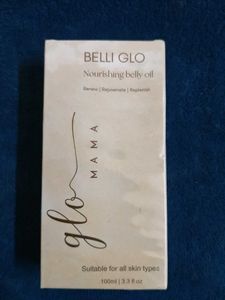 BELLI GLO
Nourishing belly oil
Renew | Rejuvenate | Replenish
glo
MAMA
Suitable for all skin types
100ml | 3.3 fl oz